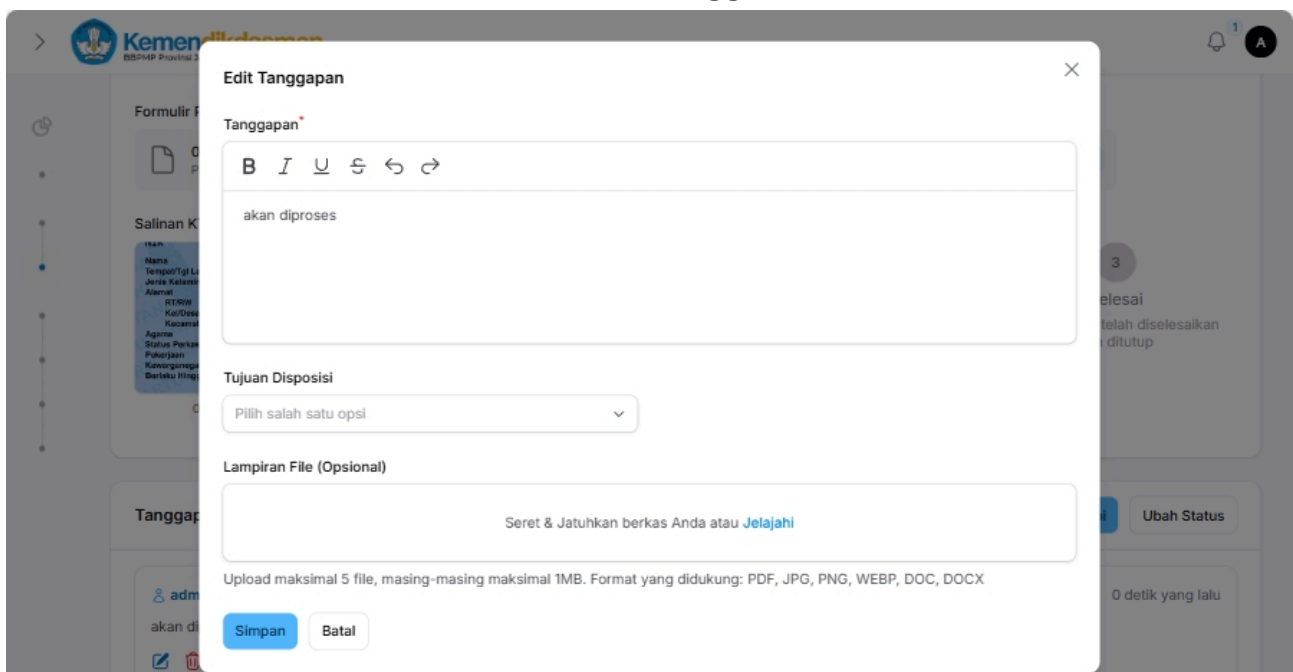 Kemendikdasmen
BBPMP Provinsi J
1
A
Edit Tanggapan
Formulir P
Tanggapan*
B I U S
akan diproses
Salinan K
NIK
Nama
Tempat/Tgl La
Jenis Kelamin
Alamat
RT/RW
Kel/Desa
Kecamat
Agama
Status Perkaw
Pekerjaan
Kewarganega
Berlaku Hingg
3
elesai
telah diselesaikan
ditutup
Tujuan Disposisi
Pilih salah satu opsi
Lampiran File (Opsional)
Seret & Jatuhkan berkas Anda atau Jelajahi
Tanggap
Ubah Status
Upload maksimal 5 file, masing-masing maksimal 1MB. Format yang didukung: PDF, JPG, PNG, WEBP, DOC, DOCX
adm
0 detik yang lalu
akan di
Simpan Batal